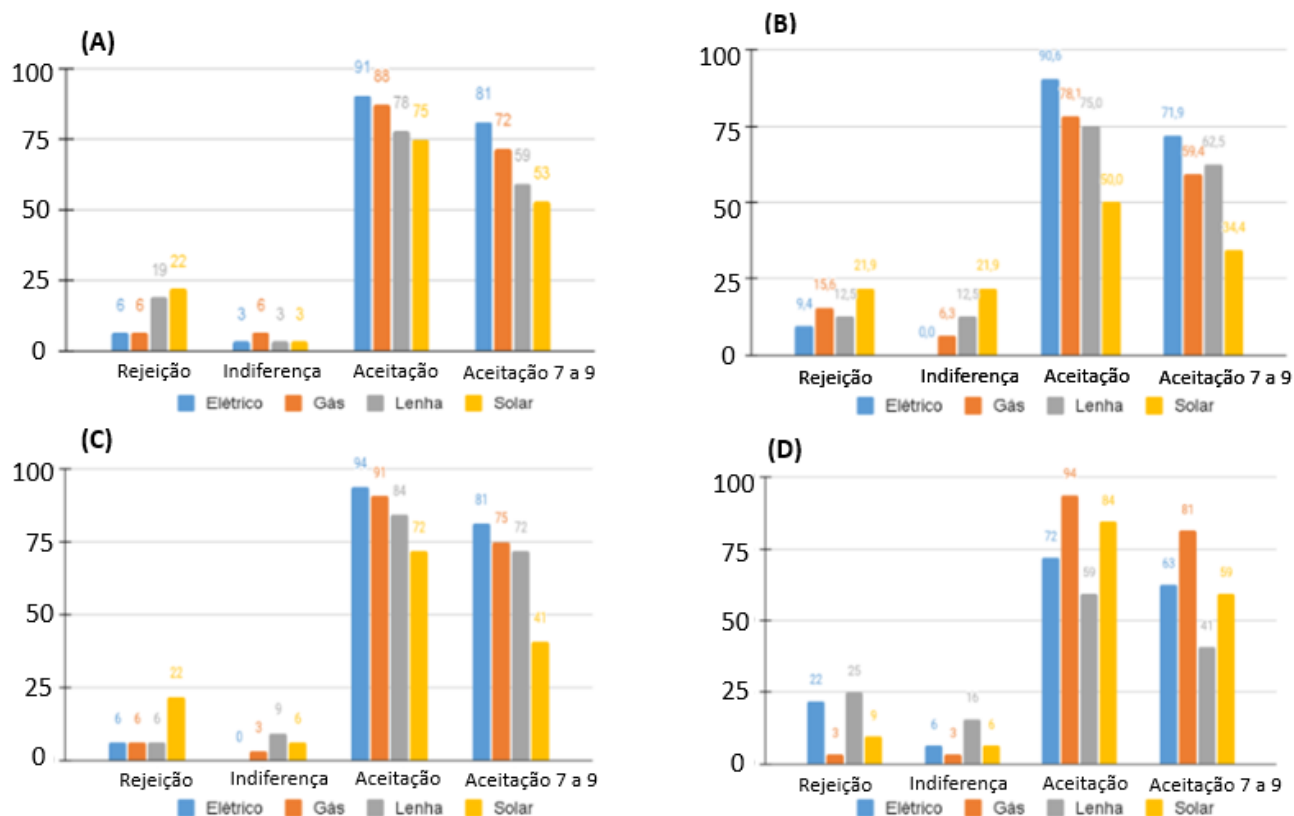 (A)
100
75
50
25
0
91 88 78 75
81 72 59 53
6 6 19 22
3 6 3 3
Rejeição Indiferença Aceitação Aceitação 7 a 9
Elétrico Gás Lenha Solar
(B)
100
75
50
25
0
90,6 78,1 75,0 50,0
71,9 59,4 62,5 34,4
9,4 15,6 12,5 21,9
0,0 6,3 12,5 21,9
Rejeição Indiferença Aceitação Aceitação 7 a 9
Elétrico Gás Lenha Solar
(C)
100
75
50
25
0
94 91 84 72
81 75 72 41
6 6 6 22
0 3 9 6
Rejeição Indiferença Aceitação Aceitação 7 a 9
Elétrico Gás Lenha Solar
(D)
100
75
50
25
0
72 94 59 84
63 81 41 59
22 3 25 9
6 3 16 6
Rejeição Indiferença Aceitação Aceitação 7 a 9
Elétrico Gás Lenha Solar